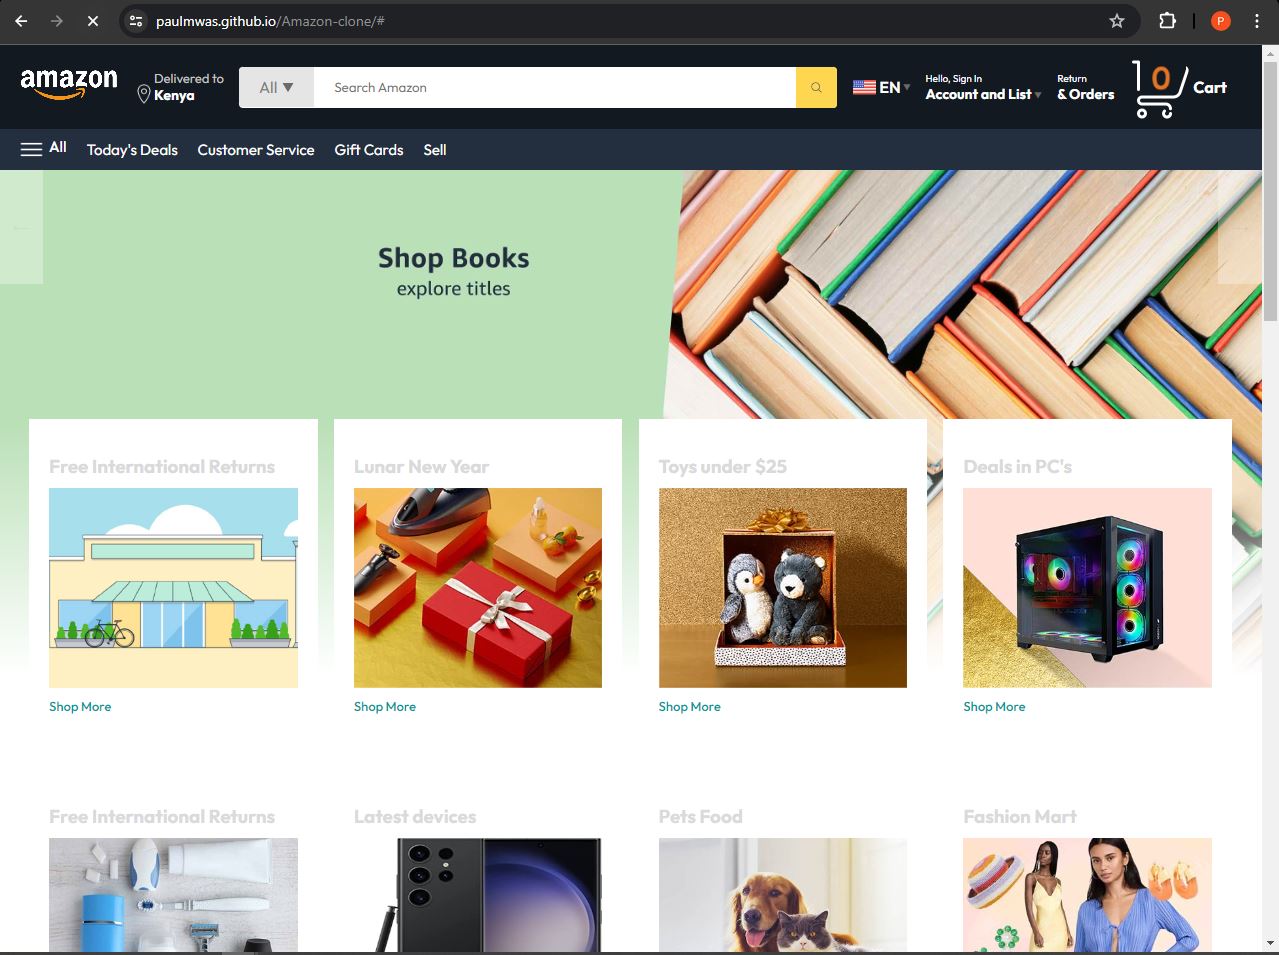 paulmwas.github.io/Amazon-clone/#
P
amazon
Delivered to
Kenya
All ▼
Search Amazon
EN
Hello, Sign In
Account and List
Return
& Orders
0
Cart
All
Today's Deals
Customer Service
Gift Cards
Sell
Shop Books
explore titles
Free International Returns
Lunar New Year
Toys under $25
Deals in PC's
Shop More
Shop More
Shop More
Shop More
Free International Returns
Latest devices
Pets Food
Fashion Mart